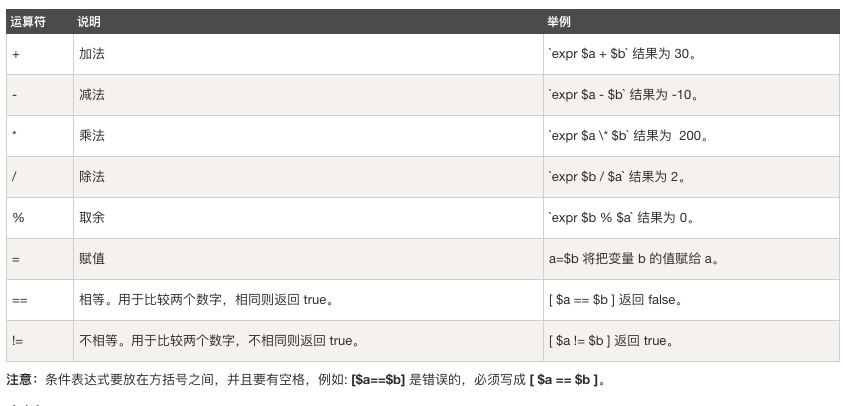 运算符 说明 举例
+ 加法 `expr $a + $b` 结果为 30。
- 减法 `expr $a - $b` 结果为 -10。
* 乘法 `expr $a \* $b` 结果为  200。
/ 除法 `expr $b / $a` 结果为 2。
% 取余 `expr $b % $a` 结果为 0。
= 赋值 a=$b 将把变量 b 的值赋给 a。
== 相等。用于比较两个数字，相同则返回 true。 [ $a == $b ] 返回 false。
!= 不相等。用于比较两个数字，不相同则返回 true。 [ $a != $b ] 返回 true。
注意：条件表达式要放在方括号之间，并且要有空格，例如: [$a==$b] 是错误的，必须写成 [ $a == $b ]。